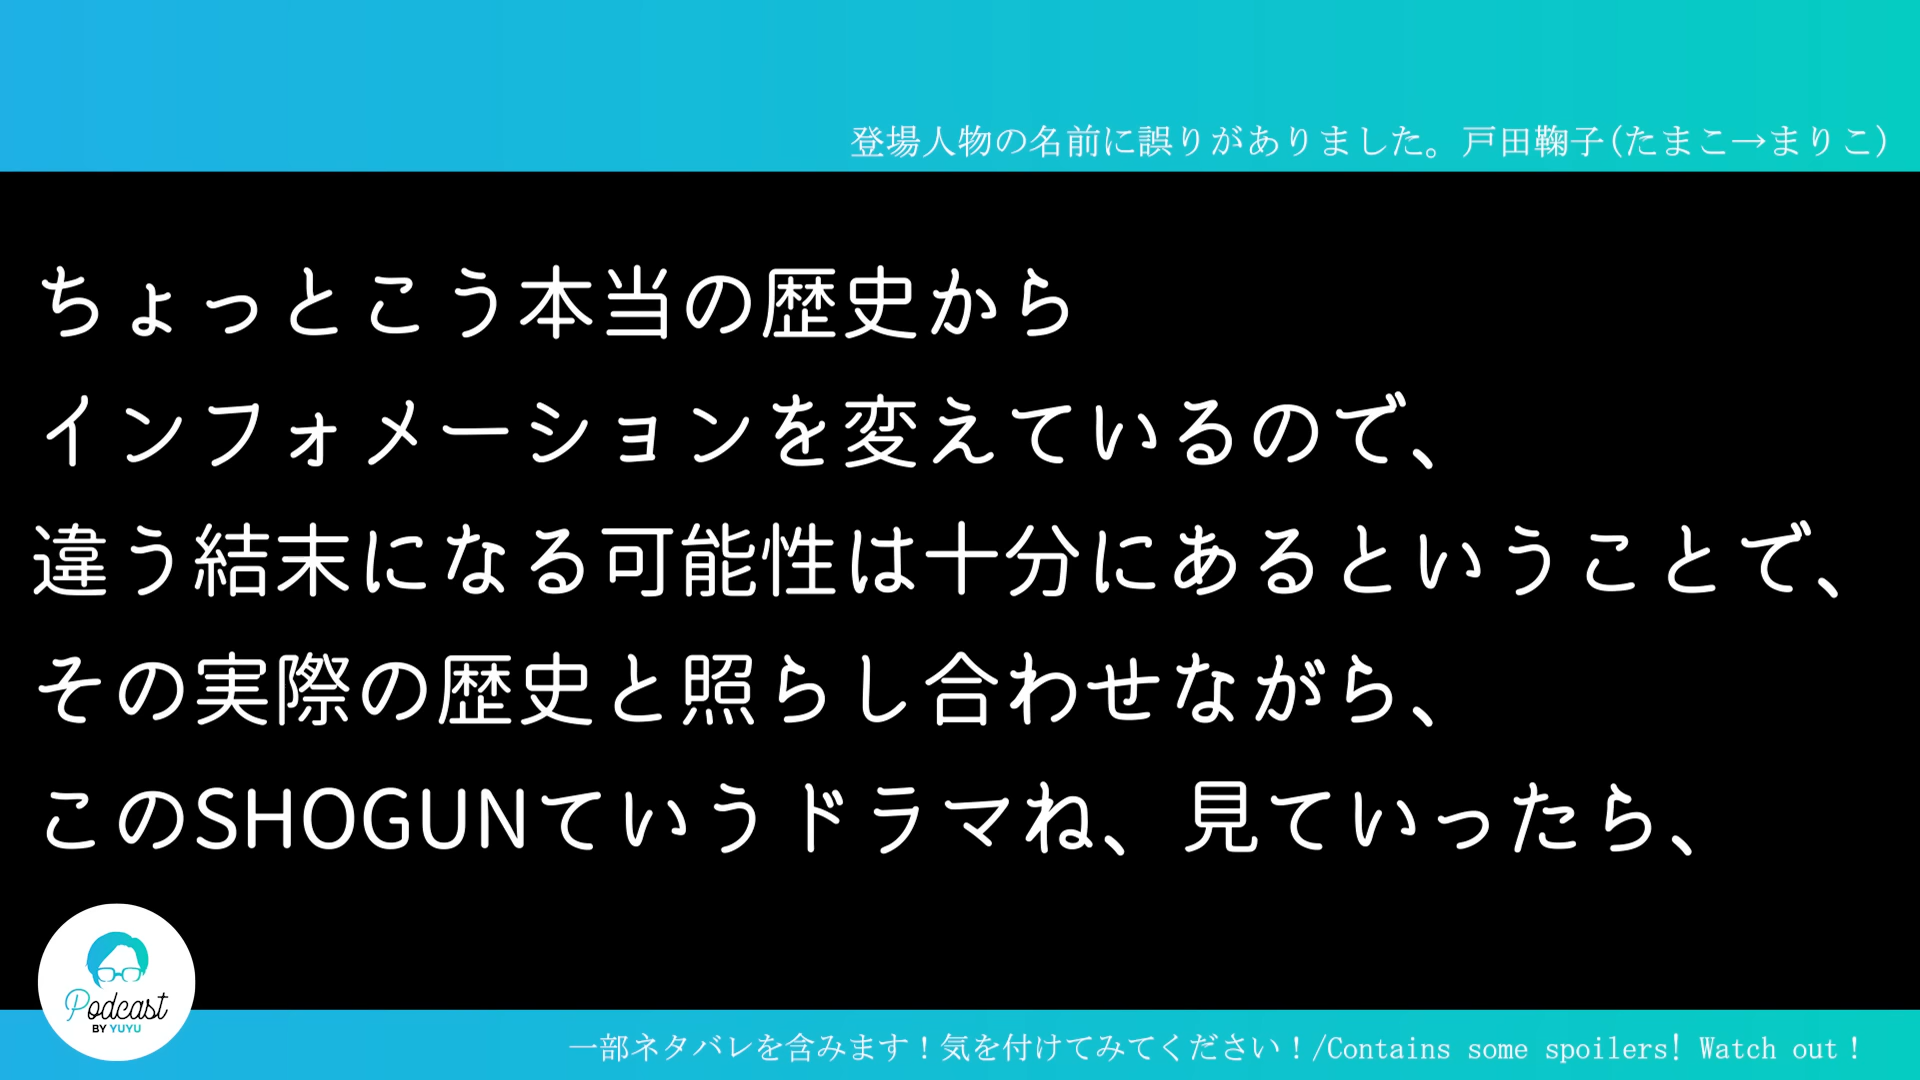 登場人物の名前に誤りがありました。戸田鞠子(たまこ→まりこ)
ちょっとこう本当の歴史から
インフォメーションを変えているので、
違う結末になる可能性は十分にあるということで、
その実際の歴史と照らし合わせながら、
このSHOGUNていうドラマね、見ていったら、
Podcast
BY YUYU
一部ネタバレを含みます！気を付けてみてください！/Contains some spoilers! Watch out！